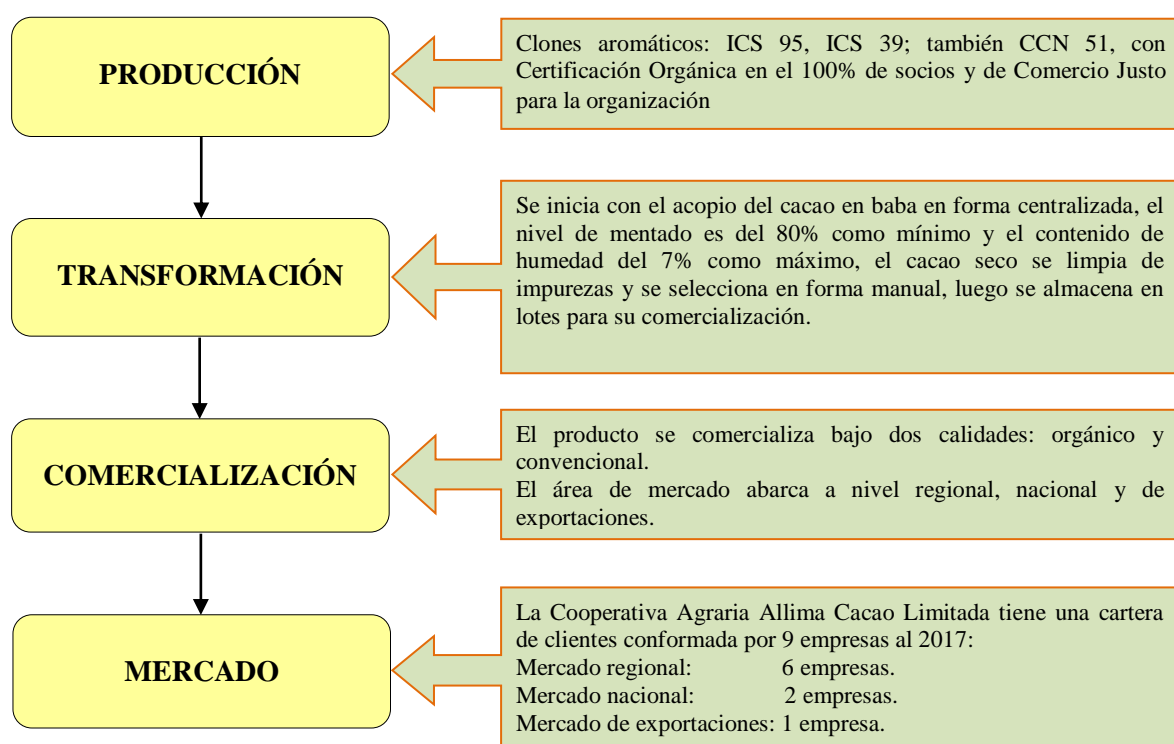 PRODUCCIÓN
Clones aromáticos: ICS 95, ICS 39; también CCN 51, con
Certificación Orgánica en el 100% de socios y de Comercio Justo
para la organización
TRANSFORMACIÓN
Se inicia con el acopio del cacao en baba en forma centralizada, el
nivel de mentado es del 80% como mínimo y el contenido de
humedad del 7% como máximo, el cacao seco se limpia de
impurezas y se selecciona en forma manual, luego se almacena en
lotes para su comercialización.
COMERCIALIZACIÓN
El producto se comercializa bajo dos calidades: orgánico y
convencional.
El área de mercado abarca a nivel regional, nacional y de
exportaciones.
MERCADO
La Cooperativa Agraria Allima Cacao Limitada tiene una cartera
de clientes conformada por 9 empresas al 2017:
Mercado regional: 6 empresas.
Mercado nacional: 2 empresas.
Mercado de exportaciones: 1 empresa.